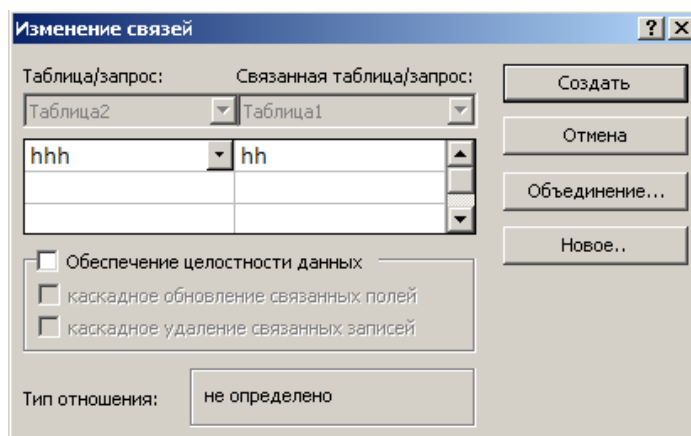 Изменение связей
Таблица/запрос: Связанная таблица/запрос:
Таблица2 Таблица1
hhh hh
Обеспечение целостности данных
каскадное обновление связанных полей
каскадное удаление связанных записей
Тип отношения: не определено
Создать
Отмена
Объединение...
Новое..